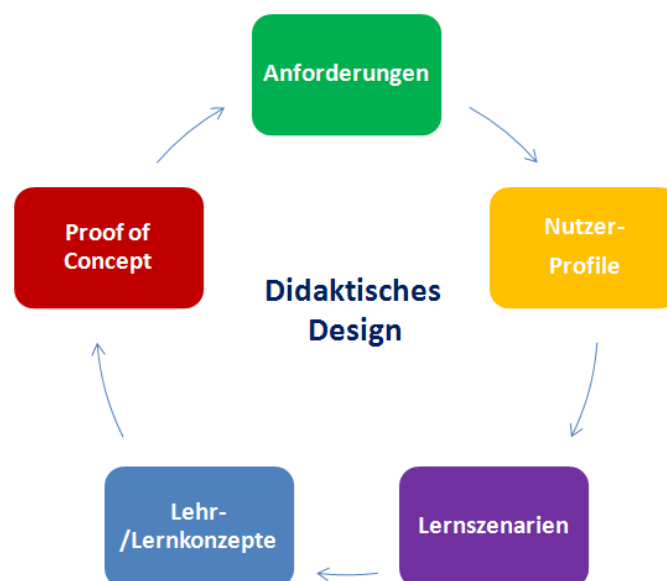 Anforderungen
Nutzer-
Profile
Lernszenarien
Lehr-
/Lernkonzepte
Proof of
Concept
Didaktisches
Design